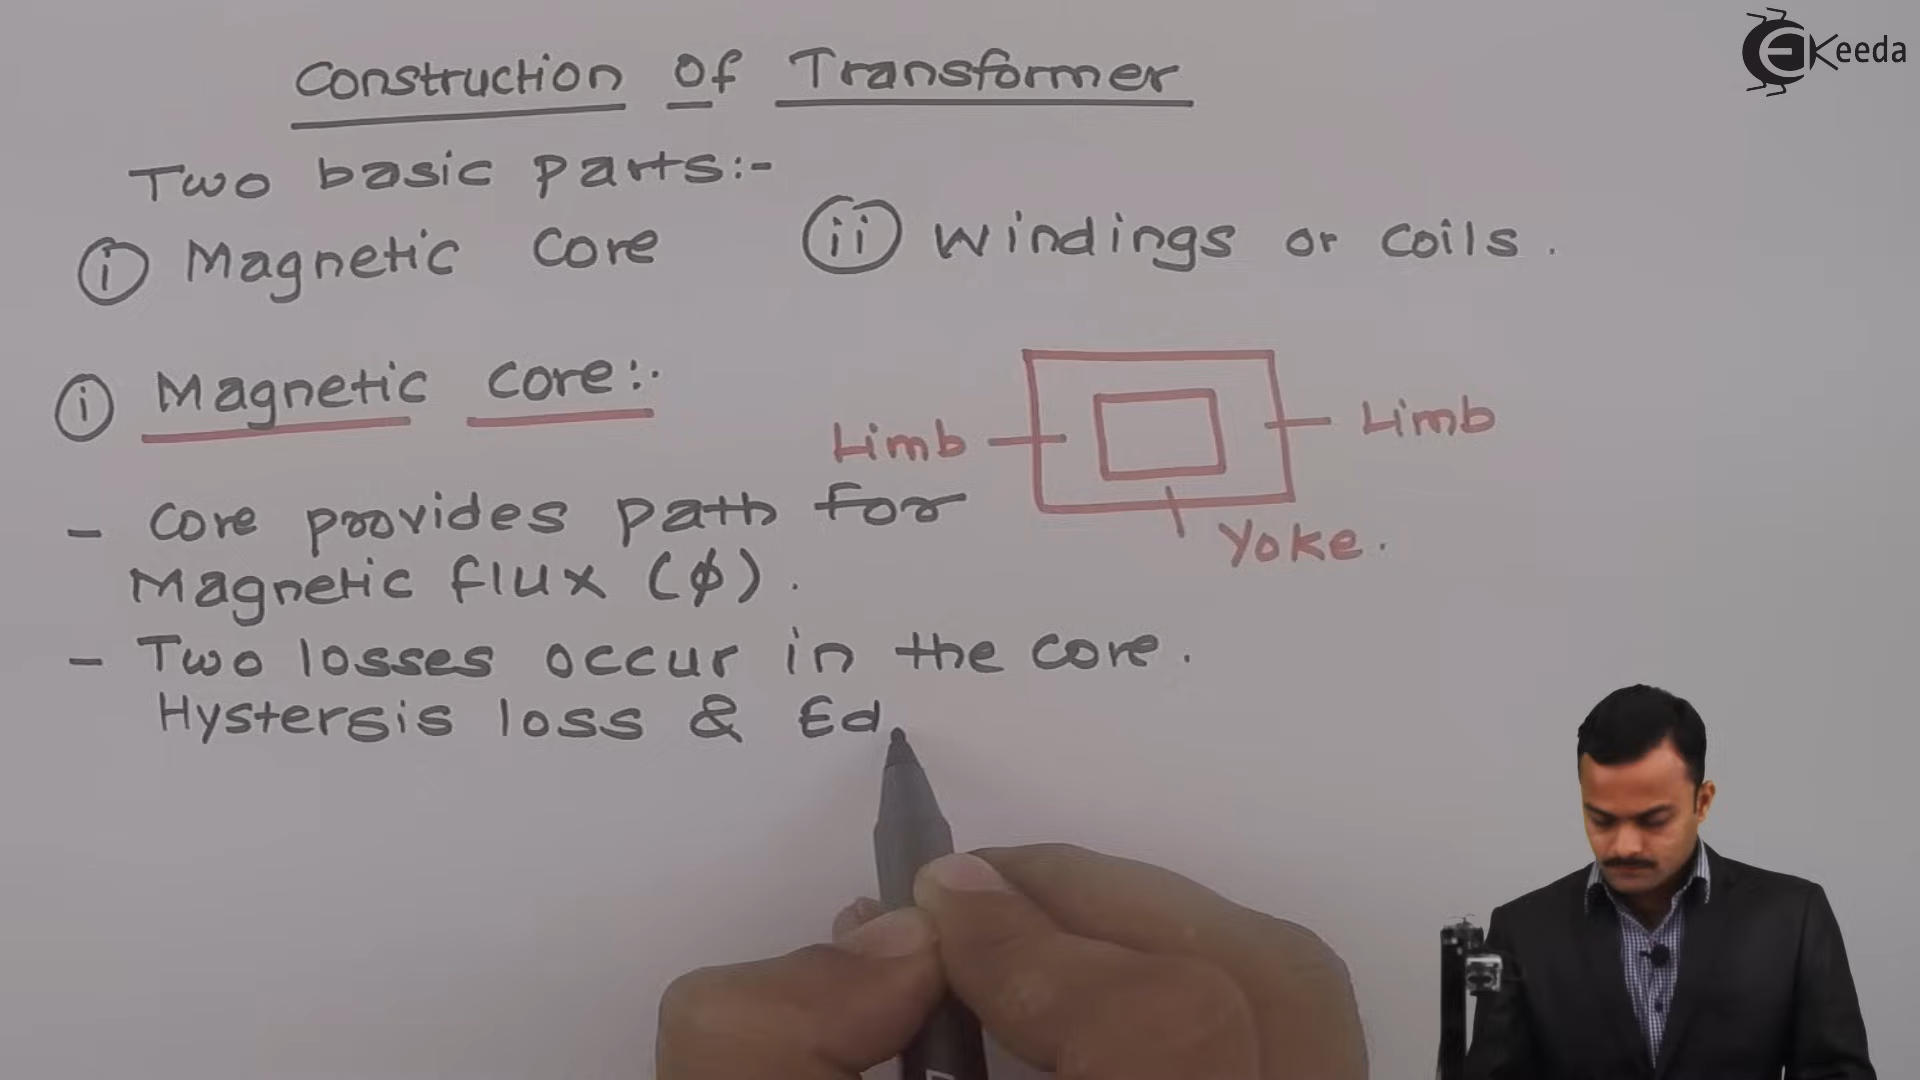 Keeda
Construction of Transformer
Two basic parts:-
(i) Magnetic Core (ii) Windings or coils.
(i) Magnetic core:-
Limb Limb
Yoke.
- Core provides path for
Magnetic flux (ϕ).
- Two losses occur in the core.
Hystersis loss & Ed